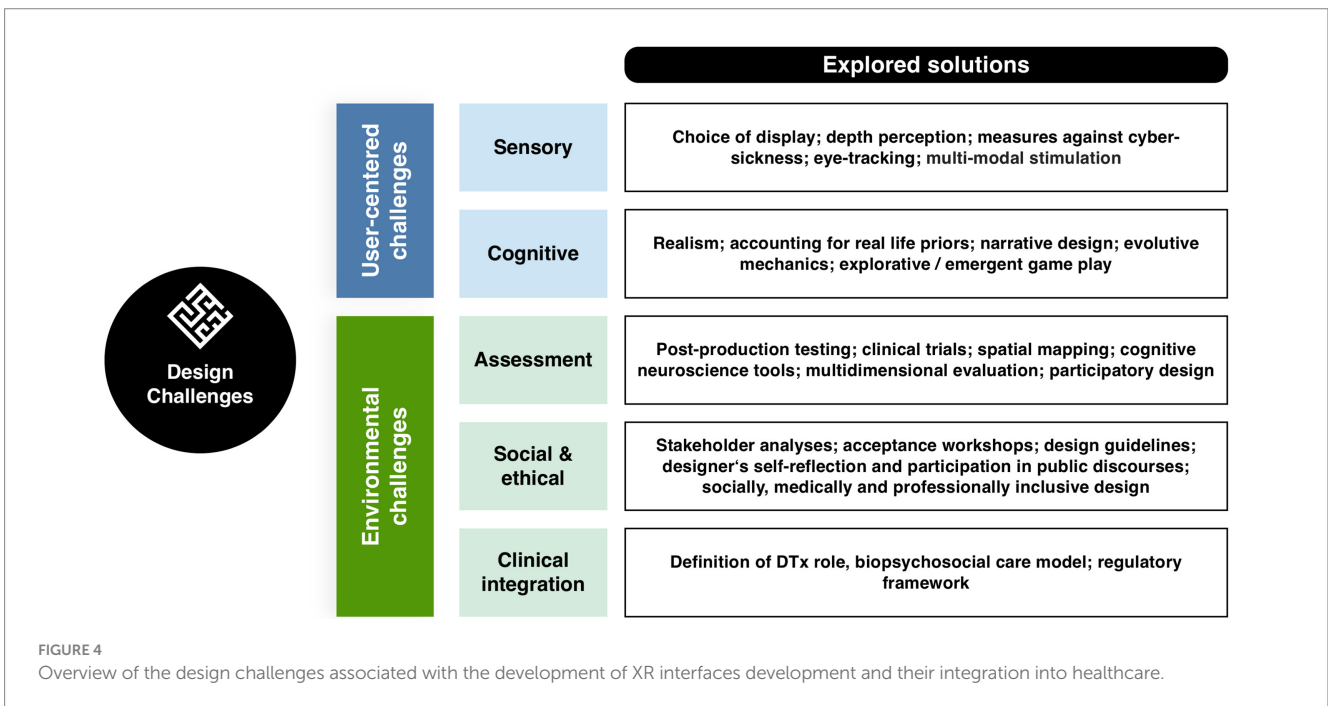 Explored solutions
Design
Challenges
User-centered
challenges
Sensory
Choice of display; depth perception; measures against cyber-
sickness; eye-tracking; multi-modal stimulation
Cognitive
Realism; accounting for real life priors; narrative design; evolutive
mechanics; explorative / emergent game play
Environmental
challenges
Assessment
Post-production testing; clinical trials; spatial mapping; cognitive
neuroscience tools; multidimensional evaluation; participatory design
Social &
ethical
Stakeholder analyses; acceptance workshops; design guidelines;
designer‘s self-reflection and participation in public discourses;
socially, medically and professionally inclusive design
Clinical
integration
Definition of DTx role, biopsychosocial care model; regulatory
framework
FIGURE 4
Overview of the design challenges associated with the development of XR interfaces development and their integration into healthcare.